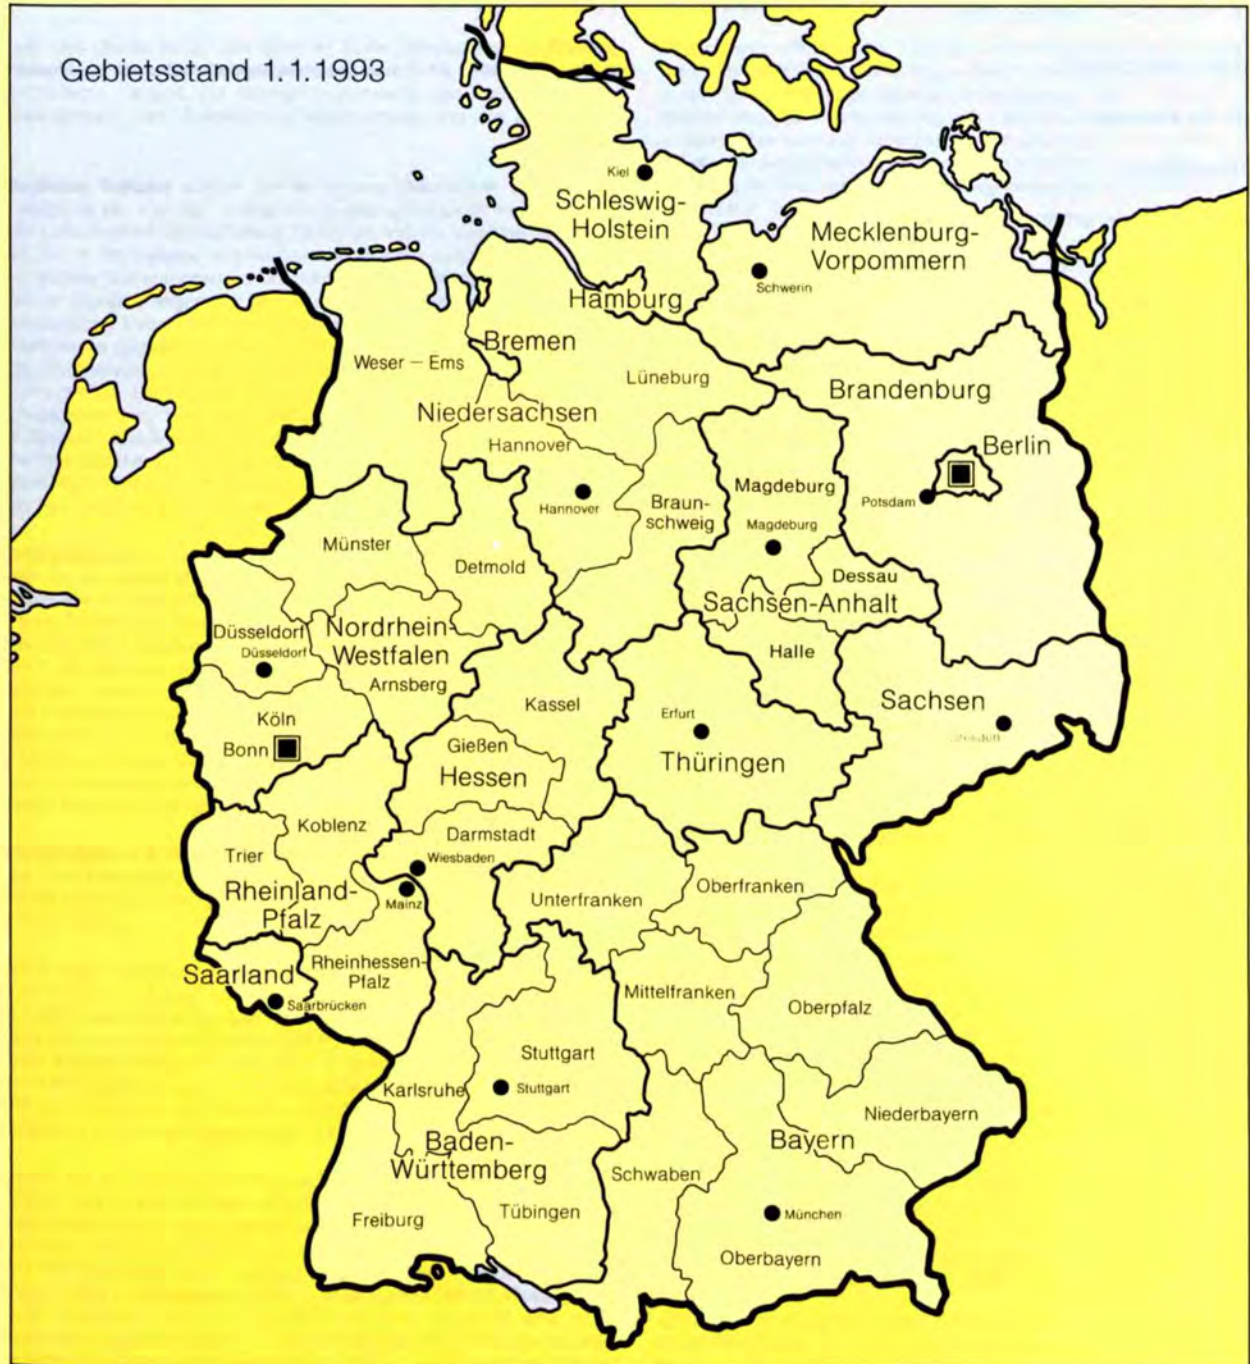 Gebietsstand 1.1.1993
Kiel
Schleswig-
Holstein
Mecklenburg-
Vorpommern
Schwerin
Hamburg
Bremen
Weser – Ems
Lüneburg
Niedersachsen
Hannover
Hannover
Braun-
schweig
Brandenburg
Berlin
Potsdam
Magdeburg
Magdeburg
Dessau
Sachsen-Anhalt
Halle
Münster
Detmold
Düsseldorf
Düsseldorf
Nordrhein-
Westfalen
Arnsberg
Köln
Bonn
Kassel
Gießen
Hessen
Darmstadt
Wiesbaden
Erfurt
Thüringen
Sachsen
Dresden
Koblenz
Trier
Rheinland-
Pfalz
Mainz
Rheinhessen-
Pfalz
Saarland
Saarbrücken
Unterfranken
Oberfranken
Mittelfranken
Oberpfalz
Stuttgart
Stuttgart
Karlsruhe
Baden-
Württemberg
Freiburg
Tübingen
Schwaben
Bayern
Niederbayern
München
Oberbayern